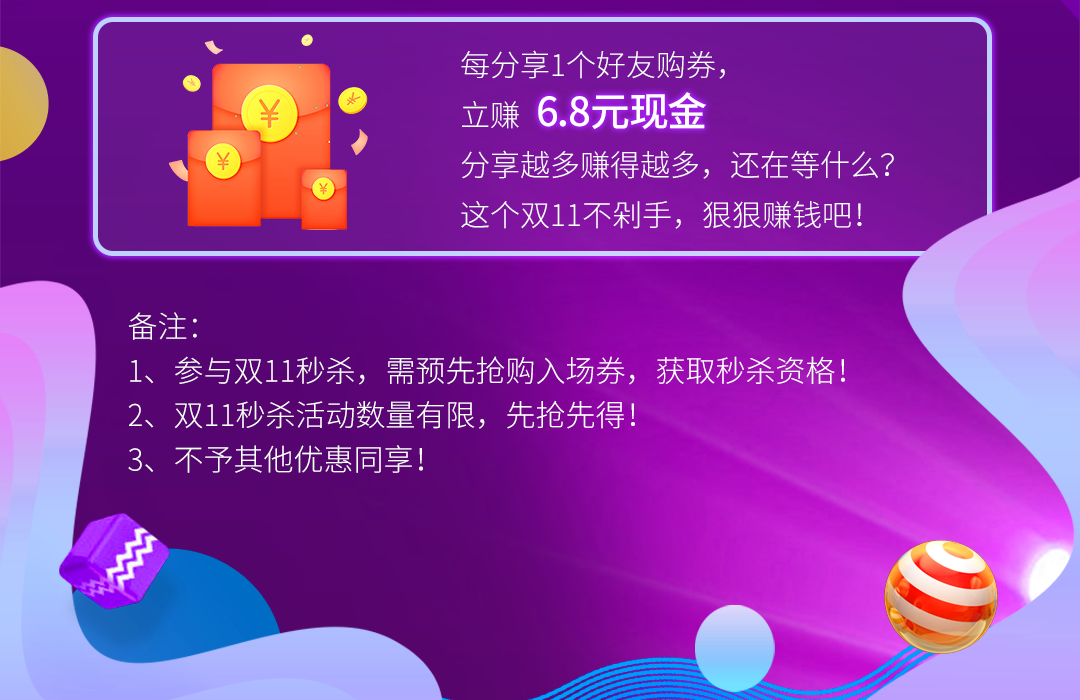 每分享1个好友购券，
立赚 6.8元现金
分享越多赚得越多，还在等什么？
这个双11不剁手，狠狠赚钱吧！
备注：
1、参与双11秒杀，需预先抢购入场券，获取秒杀资格！
2、双11秒杀活动数量有限，先抢先得！
3、不予其他优惠同享！